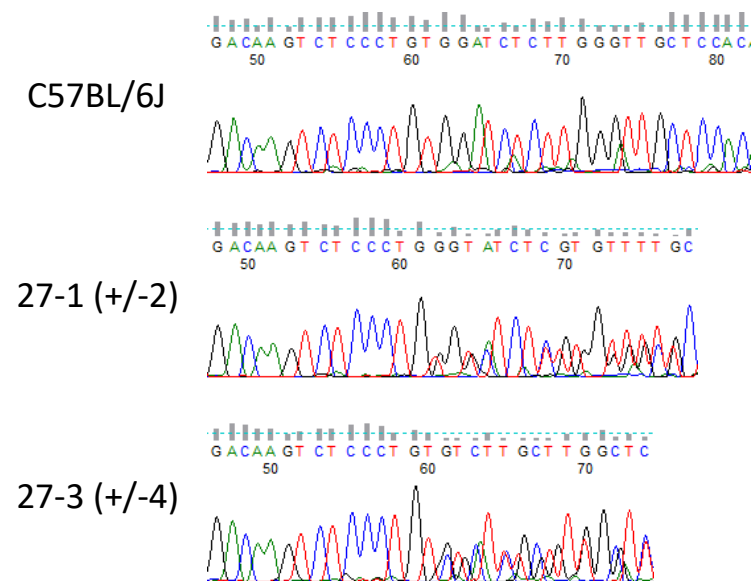 GACAAGTCTCCCTGTGGATCTCTTGGGTTGCTCCACA
50 60 70 80
C57BL/6J
GACAAGTCTCCCTGGGTATCTCGTGTTTTGC
50 60 70
27-1 (+/-2)
GACAAGTCTCCCTGTGTCTTGCTTGGCTC
50 60 70
27-3 (+/-4)